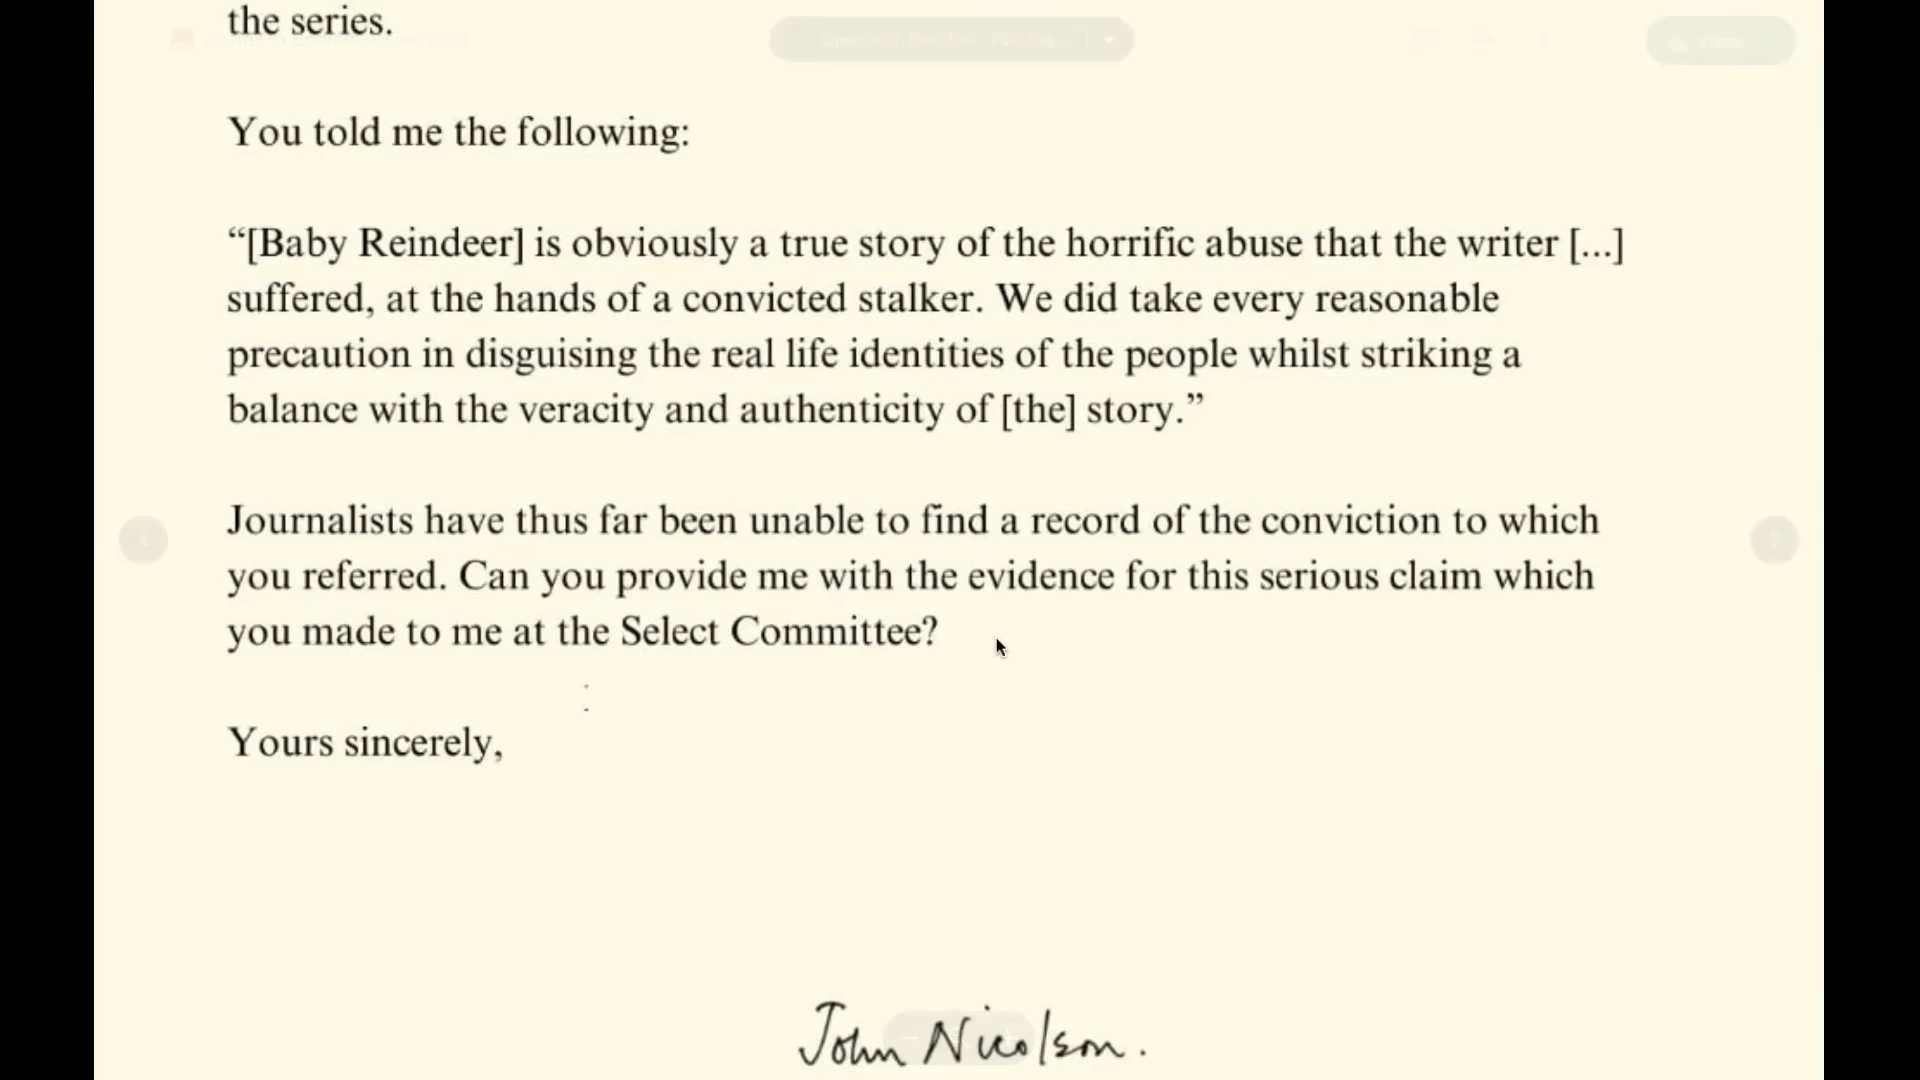 the series.
You told me the following:
“[Baby Reindeer] is obviously a true story of the horrific abuse that the writer [...]
suffered, at the hands of a convicted stalker. We did take every reasonable
precaution in disguising the real life identities of the people whilst striking a
balance with the veracity and authenticity of [the] story.”
Journalists have thus far been unable to find a record of the conviction to which
you referred. Can you provide me with the evidence for this serious claim which
you made to me at the Select Committee?
Yours sincerely,
John Nicolson.